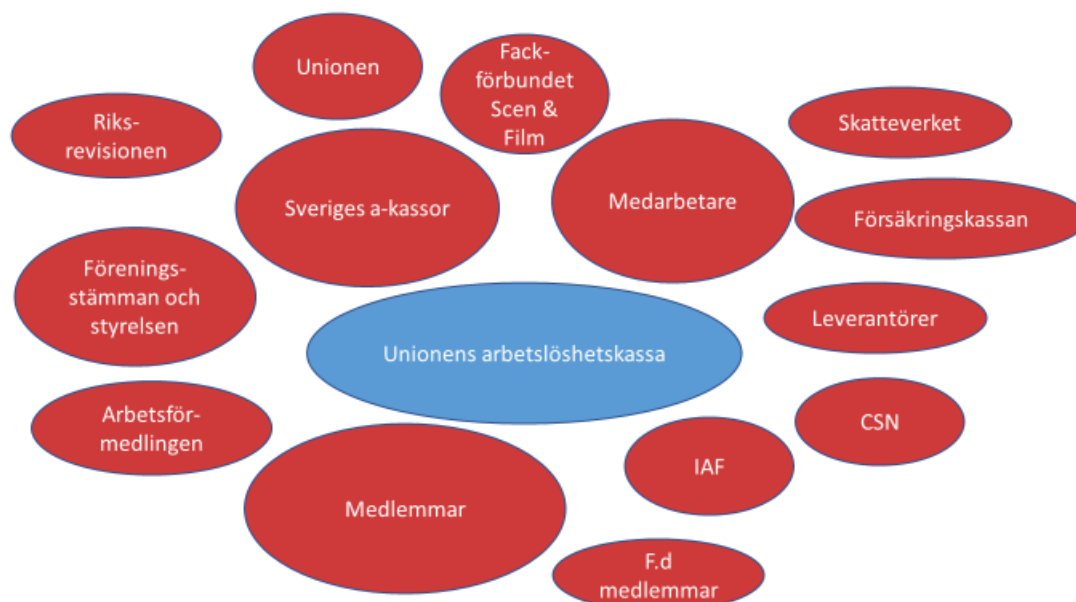 Unionen
Fack-
förbundet
Scen &
Film
Riks-
revisionen
Skatteverket
Sveriges a-kassor
Medarbetare
Försäkringskassan
Förenings-
stämman och
styrelsen
Leverantörer
Unionens arbetslöshetskassa
Arbetsför-
medlingen
CSN
IAF
Medlemmar
F.d
medlemmar